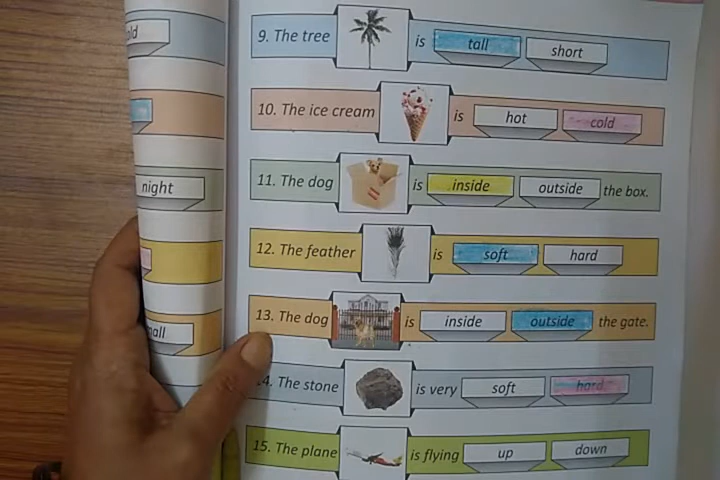 old
night
9. The tree is tall short
10. The ice cream is hot cold
11. The dog is inside outside the box.
12. The feather is soft hard
13. The dog is inside outside the gate.
4. The stone is very soft hard
15. The plane is flying up down